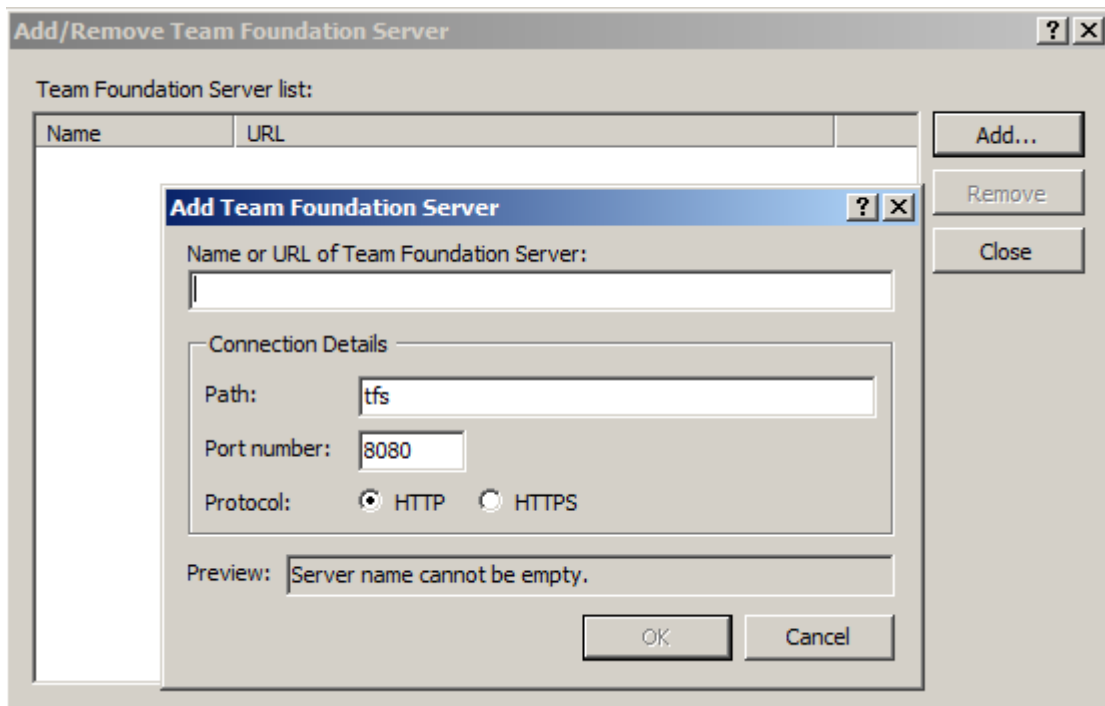 Add/Remove Team Foundation Server
Team Foundation Server list:
Name URL
Add...
Remove
Close
Add Team Foundation Server
Name or URL of Team Foundation Server:
Connection Details
Path: tfs
Port number: 8080
Protocol: HTTP HTTPS
Preview: Server name cannot be empty.
OK Cancel